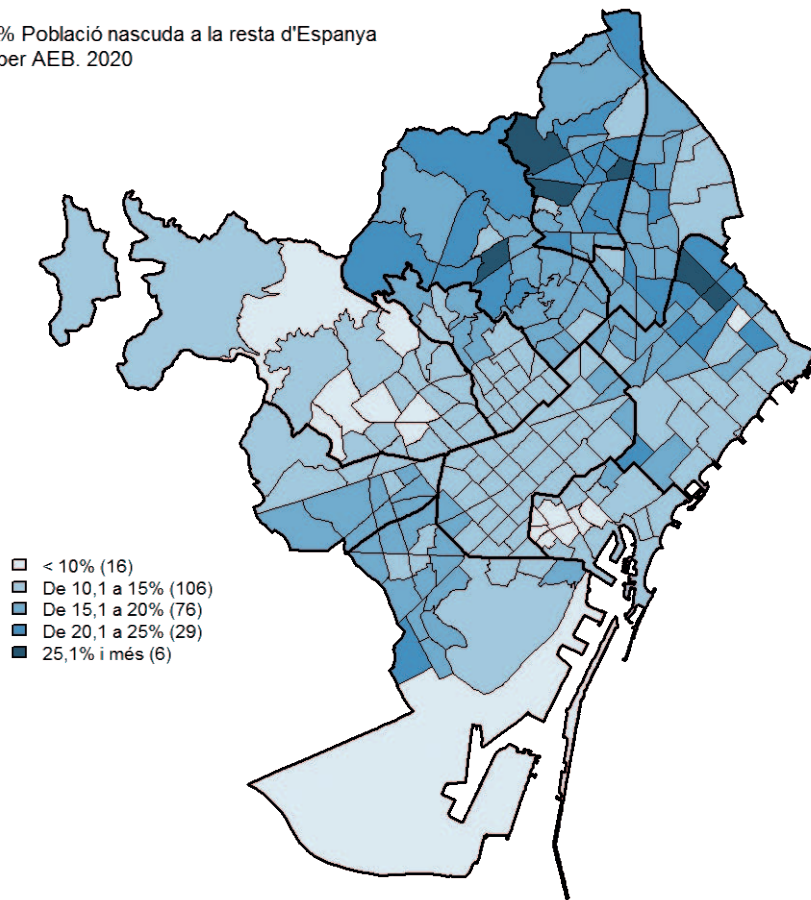 % Població nascuda a la resta d'Espanya
per AEB. 2020
< 10% (16)
De 10,1 a 15% (106)
De 15,1 a 20% (76)
De 20,1 a 25% (29)
25,1% i més (6)